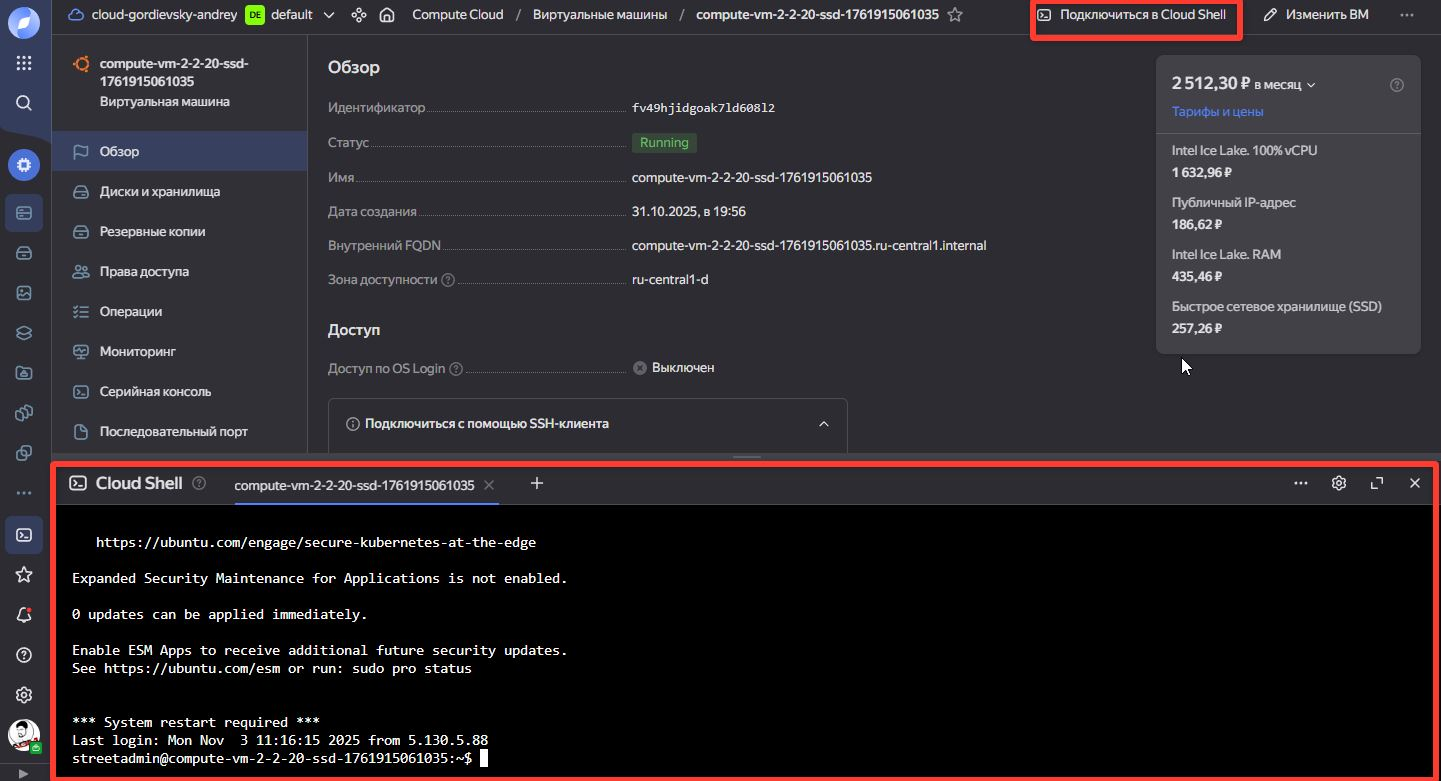 cloud-gordievsky-andrey DE default Compute Cloud / Виртуальные машины / compute-vm-2-2-20-ssd-1761915061035 Подключиться в Cloud Shell Изменить ВМ
compute-vm-2-2-20-ssd-
1761915061035
Виртуальная машина
Обзор
Диски и хранилища
Резервные копии
Права доступа
Операции
Мониторинг
Серийная консоль
Последовательный порт
Обзор
Идентификатор fv49hjidgoak7ld608l2
Статус Running
Имя compute-vm-2-2-20-ssd-1761915061035
Дата создания 31.10.2025, в 19:56
Внутренний FQDN compute-vm-2-2-20-ssd-1761915061035.ru-central1.internal
Зона доступности ru-central1-d
Доступ
Доступ по OS Login Выключен
Подключиться с помощью SSH-клиента
2 512,30 ₽ в месяц
Тарифы и цены
Intel Ice Lake. 100% vCPU
1 632,96 ₽
Публичный IP-адрес
186,62 ₽
Intel Ice Lake. RAM
435,46 ₽
Быстрое сетевое хранилище (SSD)
257,26 ₽
Cloud Shell compute-vm-2-2-20-ssd-1761915061035
https://ubuntu.com/engage/secure-kubernetes-at-the-edge
Expanded Security Maintenance for Applications is not enabled.
0 updates can be applied immediately.
Enable ESM Apps to receive additional future security updates.
See https://ubuntu.com/esm or run: sudo pro status
*** System restart required ***
Last login: Mon Nov  3 11:16:15 2025 from 5.130.5.88
streetadmin@compute-vm-2-2-20-ssd-1761915061035:~$